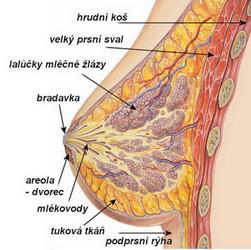 hrudní koš
velký prsní sval
lalůčky mléčné žlázy
bradavka
areola
- dvorec
mlékovody
tuková tkáň
podprsní rýha